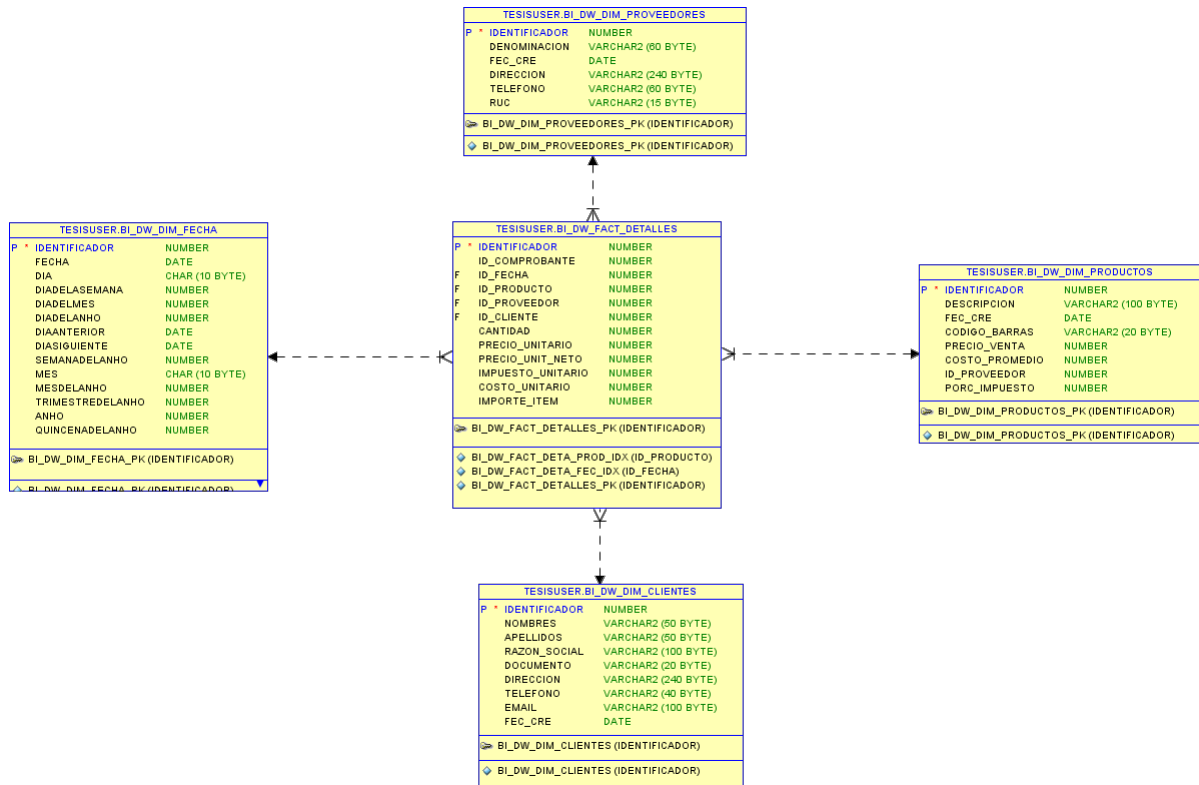 TESISUSER.BI_DW_DIM_PROVEEDORES
P * IDENTIFICADOR NUMBER
DENOMINACION VARCHAR2 (60 BYTE)
FEC_CRE DATE
DIRECCION VARCHAR2 (240 BYTE)
TELEFONO VARCHAR2 (60 BYTE)
RUC VARCHAR2 (15 BYTE)
BI_DW_DIM_PROVEEDORES_PK (IDENTIFICADOR)
BI_DW_DIM_PROVEEDORES_PK (IDENTIFICADOR)
TESISUSER.BI_DW_DIM_FECHA
P * IDENTIFICADOR NUMBER
FECHA DATE
DIA CHAR (10 BYTE)
DIADELASEMANA NUMBER
DIADELMES NUMBER
DIADELANHO NUMBER
DIAANTERIOR DATE
DIASIGUIENTE DATE
SEMANADELANHO NUMBER
MES CHAR (10 BYTE)
MESDELANHO NUMBER
TRIMESTREDELANHO NUMBER
ANHO NUMBER
QUINCENADELANHO NUMBER
BI_DW_DIM_FECHA_PK (IDENTIFICADOR)
BI_DW_DIM_FECHA_PK (IDENTIFICADOR)
TESISUSER.BI_DW_FACT_DETALLES
P * IDENTIFICADOR NUMBER
ID_COMPROBANTE NUMBER
F ID_FECHA NUMBER
F ID_PRODUCTO NUMBER
F ID_PROVEEDOR NUMBER
F ID_CLIENTE NUMBER
CANTIDAD NUMBER
PRECIO_UNITARIO NUMBER
PRECIO_UNIT_NETO NUMBER
IMPUESTO_UNITARIO NUMBER
COSTO_UNITARIO NUMBER
IMPORTE_ITEM NUMBER
BI_DW_FACT_DETALLES_PK (IDENTIFICADOR)
BI_DW_FACT_DETA_PROD_IDX (ID_PRODUCTO)
BI_DW_FACT_DETA_FEC_IDX (ID_FECHA)
BI_DW_FACT_DETALLES_PK (IDENTIFICADOR)
TESISUSER.BI_DW_DIM_PRODUCTOS
P * IDENTIFICADOR NUMBER
DESCRIPCION VARCHAR2 (100 BYTE)
FEC_CRE DATE
CODIGO_BARRAS VARCHAR2 (20 BYTE)
PRECIO_VENTA NUMBER
COSTO_PROMEDIO NUMBER
ID_PROVEEDOR NUMBER
PORC_IMPUESTO NUMBER
BI_DW_DIM_PRODUCTOS_PK (IDENTIFICADOR)
BI_DW_DIM_PRODUCTOS_PK (IDENTIFICADOR)
TESISUSER.BI_DW_DIM_CLIENTES
P * IDENTIFICADOR NUMBER
NOMBRES VARCHAR2 (50 BYTE)
APELLIDOS VARCHAR2 (50 BYTE)
RAZON_SOCIAL VARCHAR2 (100 BYTE)
DOCUMENTO VARCHAR2 (20 BYTE)
DIRECCION VARCHAR2 (240 BYTE)
TELEFONO VARCHAR2 (40 BYTE)
EMAIL VARCHAR2 (100 BYTE)
FEC_CRE DATE
BI_DW_DIM_CLIENTES (IDENTIFICADOR)
BI_DW_DIM_CLIENTES (IDENTIFICADOR)